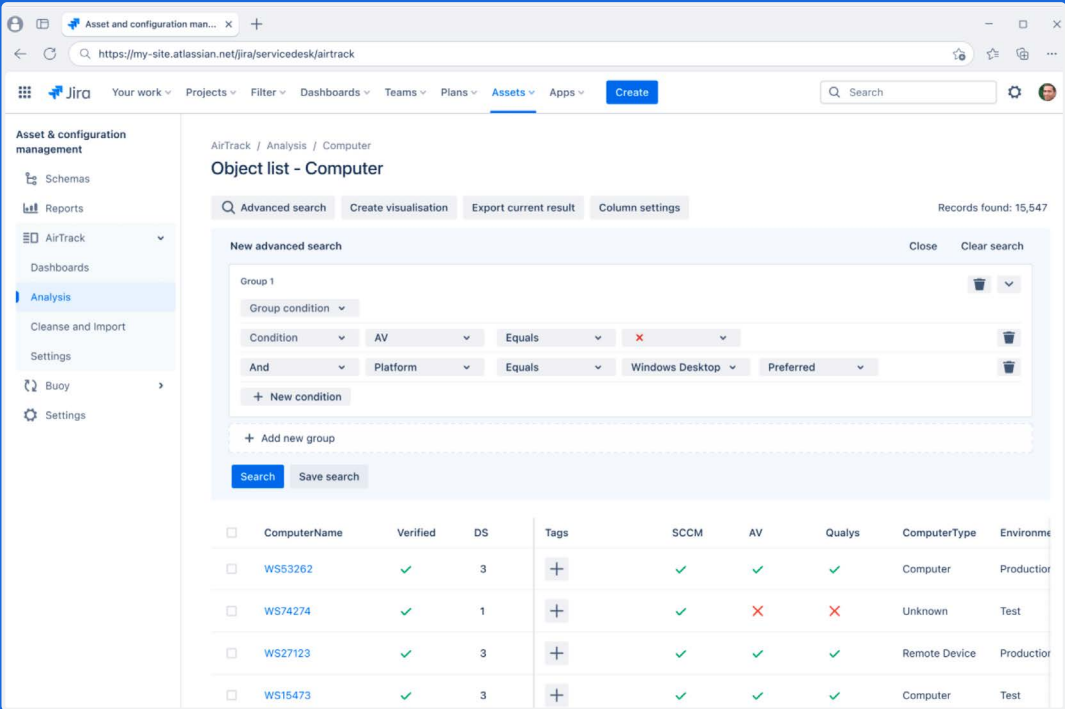 Asset and configuration man...
https://my-site.atlassian.net/jira/servicedesk/airtrack
Jira Your work Projects Filter Dashboards Teams Plans Assets Apps Create Search
Asset & configuration
management
Schemas
Reports
AirTrack
Dashboards
Analysis
Cleanse and Import
Settings
Buoy
Settings
AirTrack / Analysis / Computer
Object list - Computer
Advanced search Create visualisation Export current result Column settings Records found: 15,547
New advanced search Close Clear search
Group 1
Group condition
Condition AV Equals
And Platform Equals Windows Desktop Preferred
+ New condition
+ Add new group
Search Save search
ComputerName Verified DS Tags SCCM AV Qualys ComputerType Environme
WS53262 3 Computer Production
WS74274 1 Unknown Test
WS27123 3 Remote Device Production
WS15473 3 Computer Test